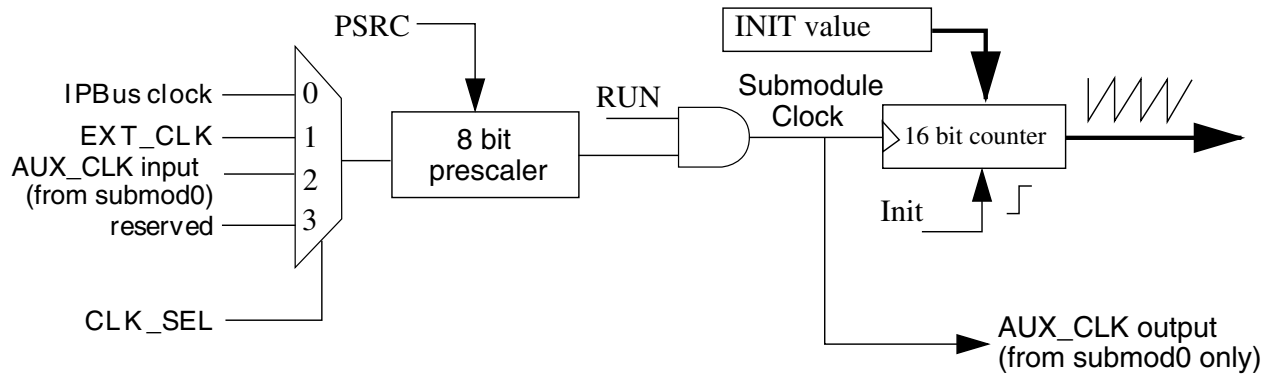 PSRC
INIT value
IPBus clock
0
EXT_CLK
1
AUX_CLK input
(from submod0)
2
reserved
3
8 bit
prescaler
RUN
Submodule
Clock
16 bit counter
Init
CLK_SEL
AUX_CLK output
(from submod0 only)